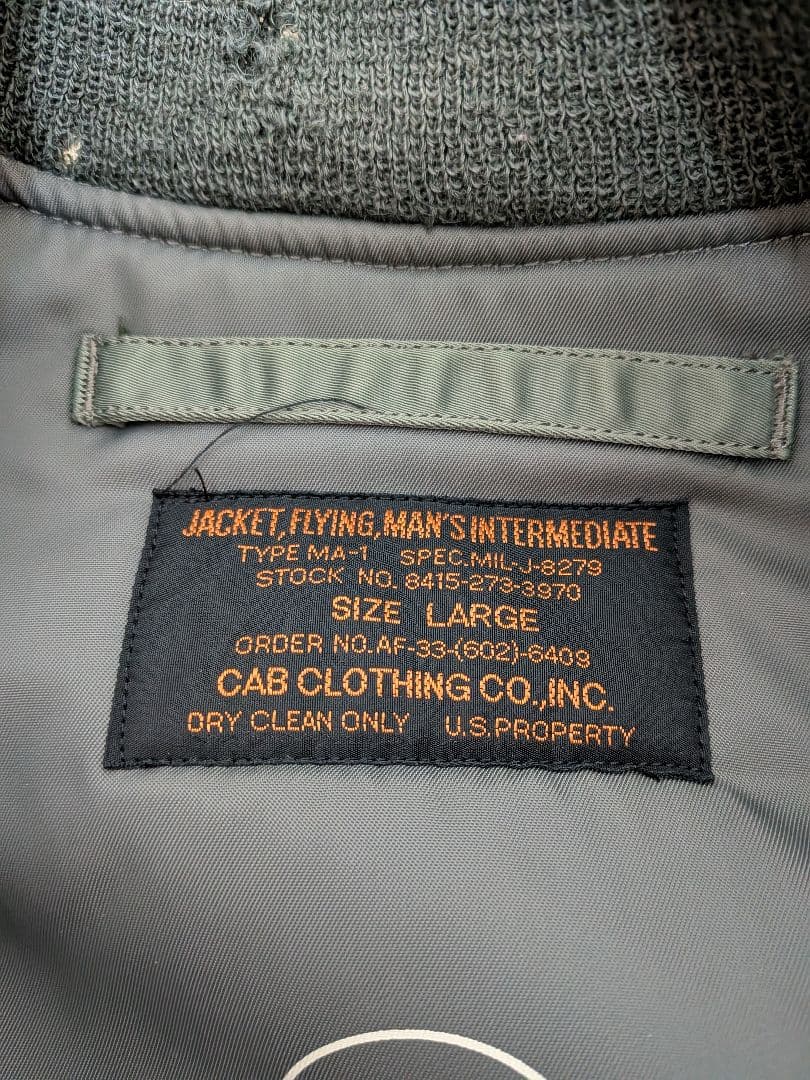 JACKET, FLYING, MAN'S INTERMEDIATE
TYPE MA-1 SPEC.MIL-J-8279
STOCK NO. 8415-273-3970
SIZE LARGE
ORDER NO.AF-33-(602)-6409
CAB CLOTHING CO.,INC.
DRY CLEAN ONLY U.S.PROPERTY